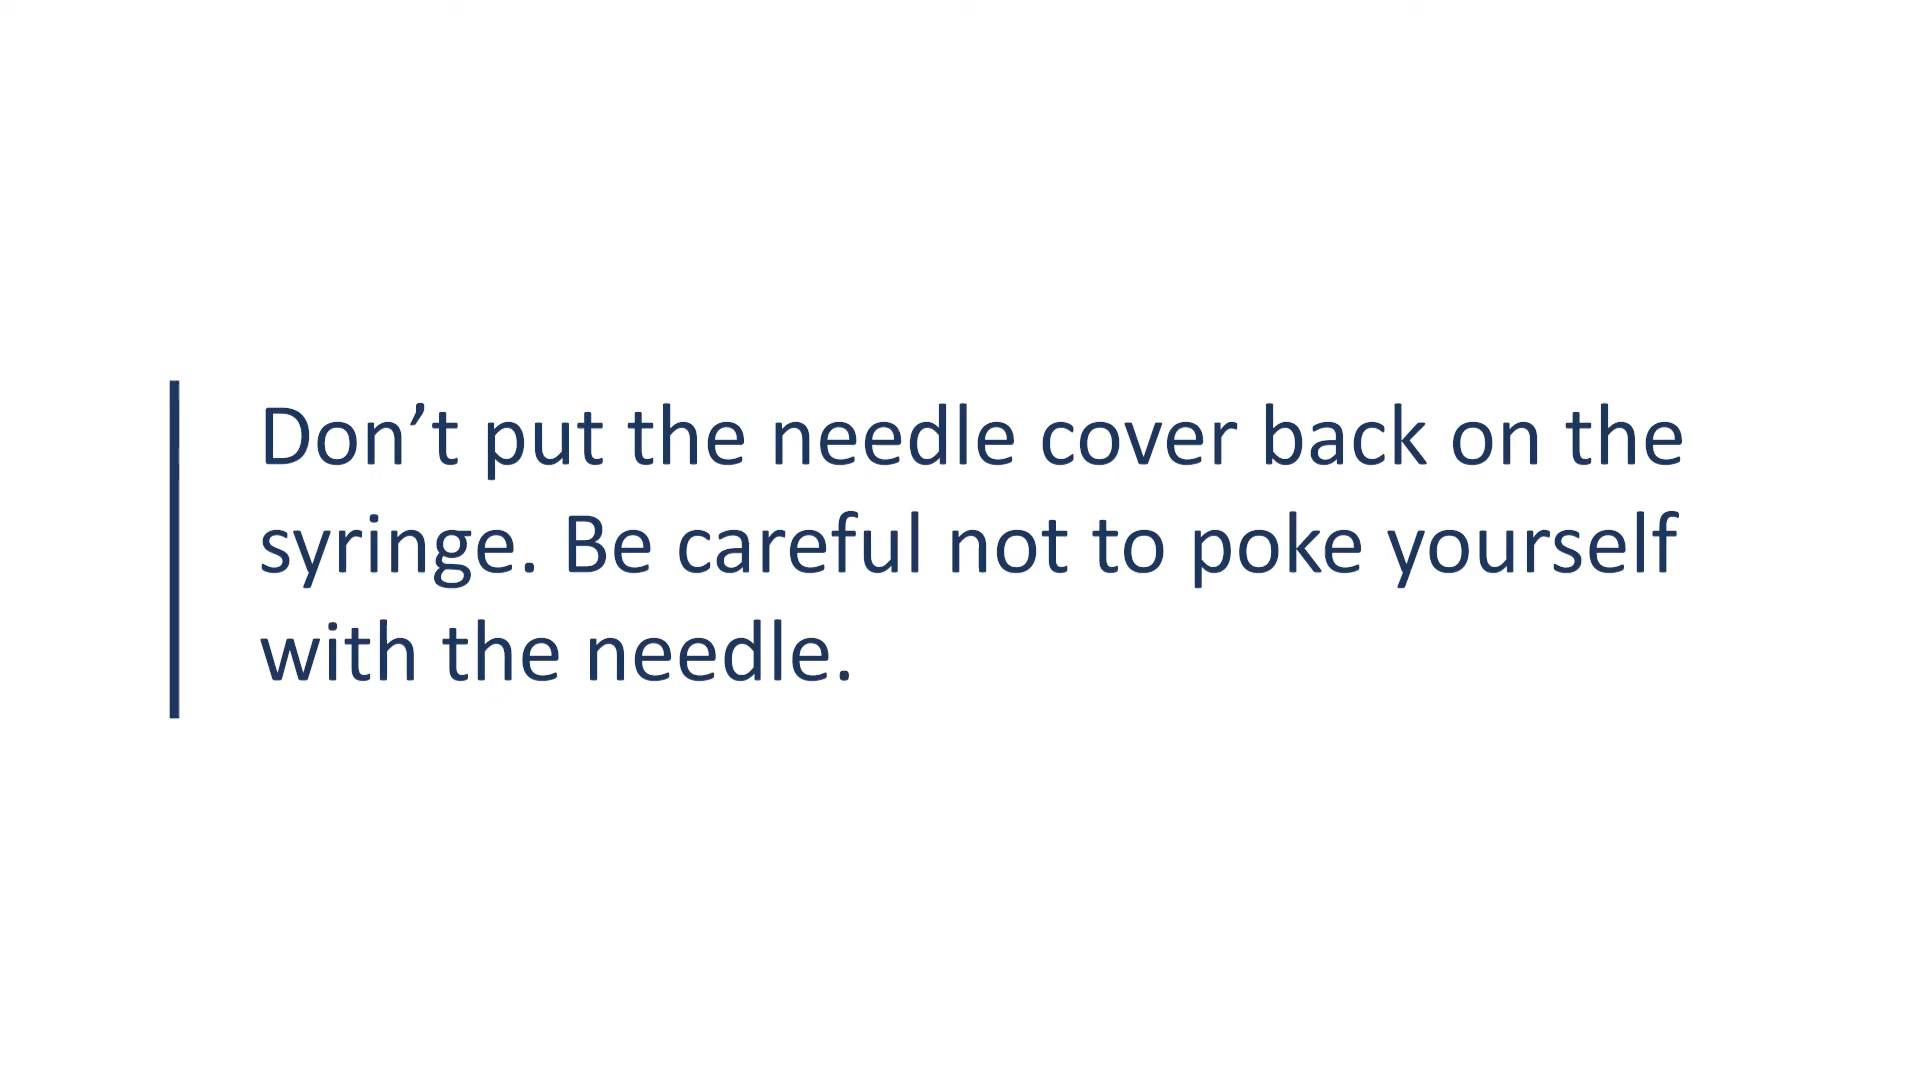 Don’t put the needle cover back on the
syringe. Be careful not to poke yourself
with the needle.